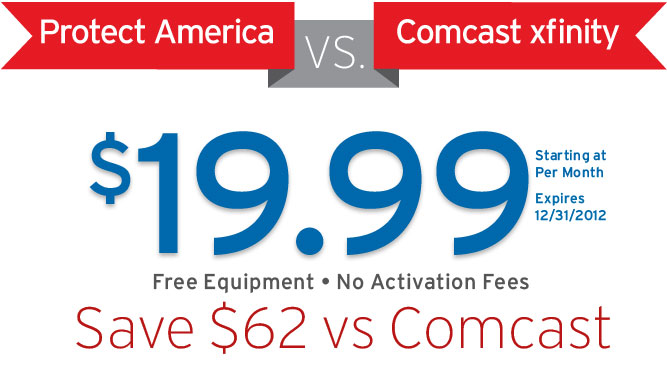 Protect America
VS.
Comcast xfinity
$19.99
Starting at
Per Month
Expires
12/31/2012
Free Equipment • No Activation Fees
Save $62 vs Comcast